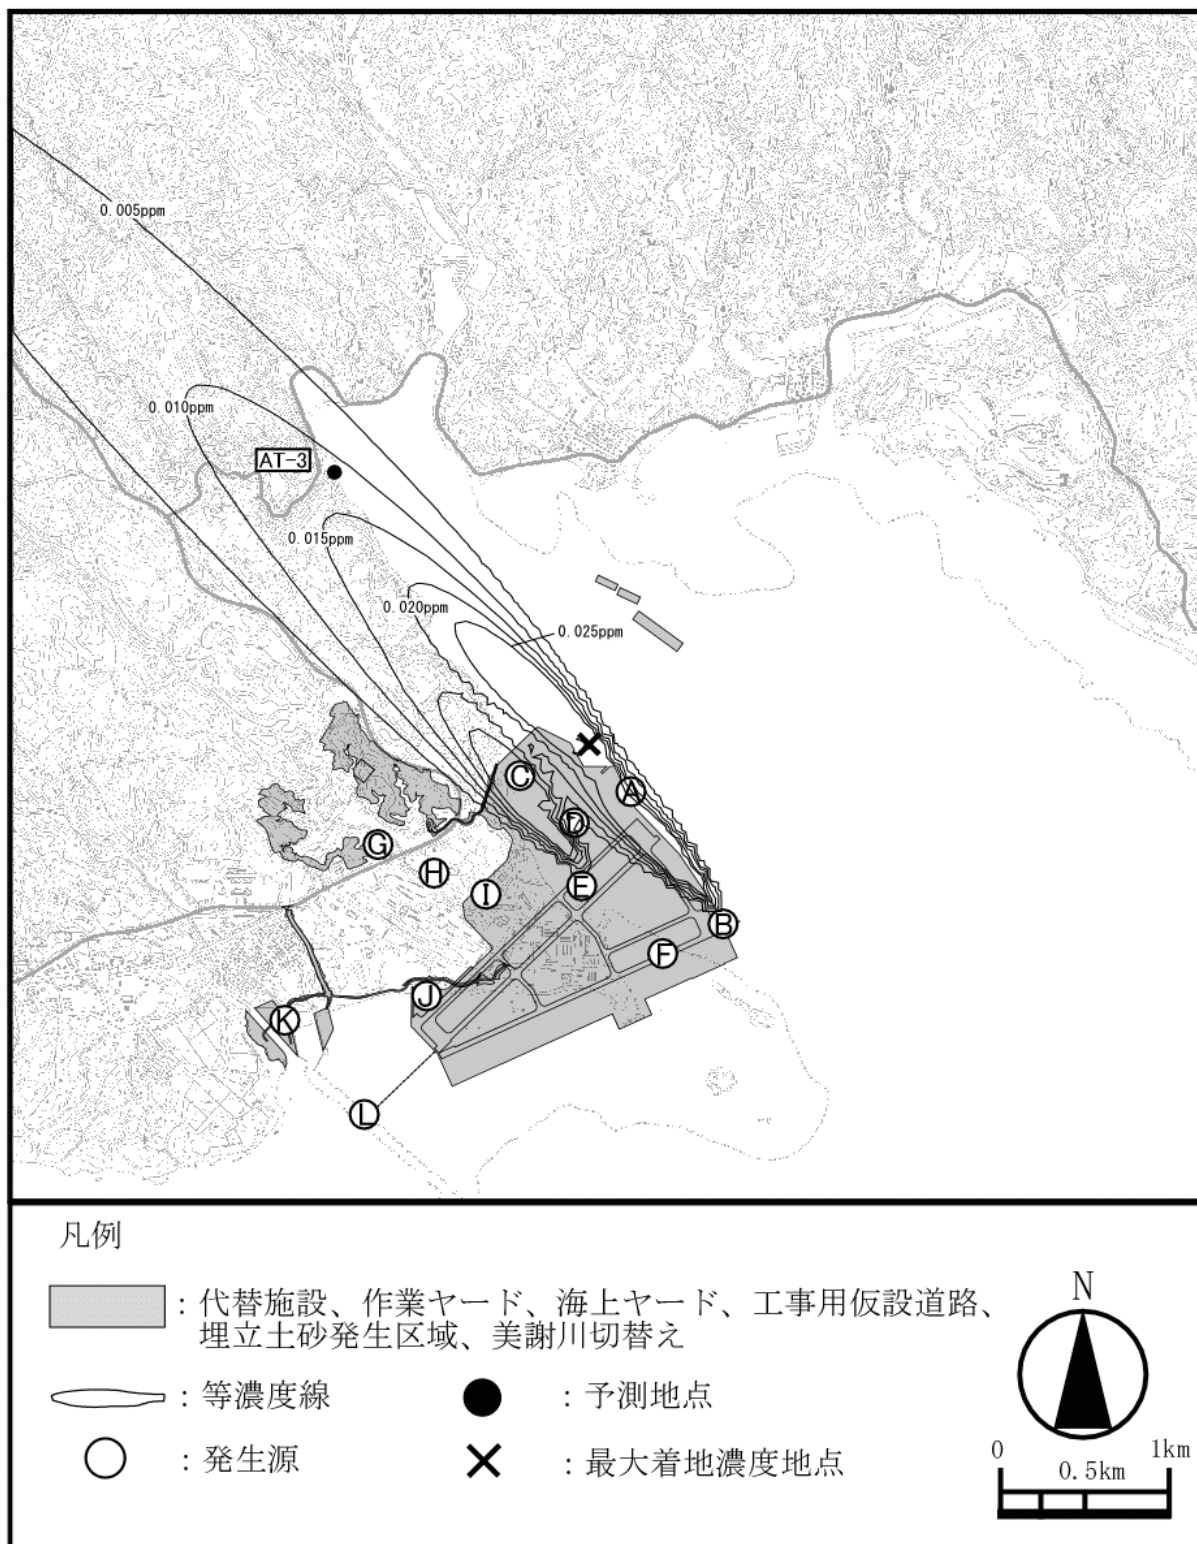 0.005ppm
0.010ppm
AT-3
0.015ppm
0.020ppm
0.025ppm
C
A
D
G
H
E
I
B
F
J
K
L
凡例
：代替施設、作業ヤード、海上ヤード、工事用仮設道路、
埋立土砂発生区域、美謝川切替え
：等濃度線
：予測地点
：発生源
：最大着地濃度地点
N
0
1km
0.5km